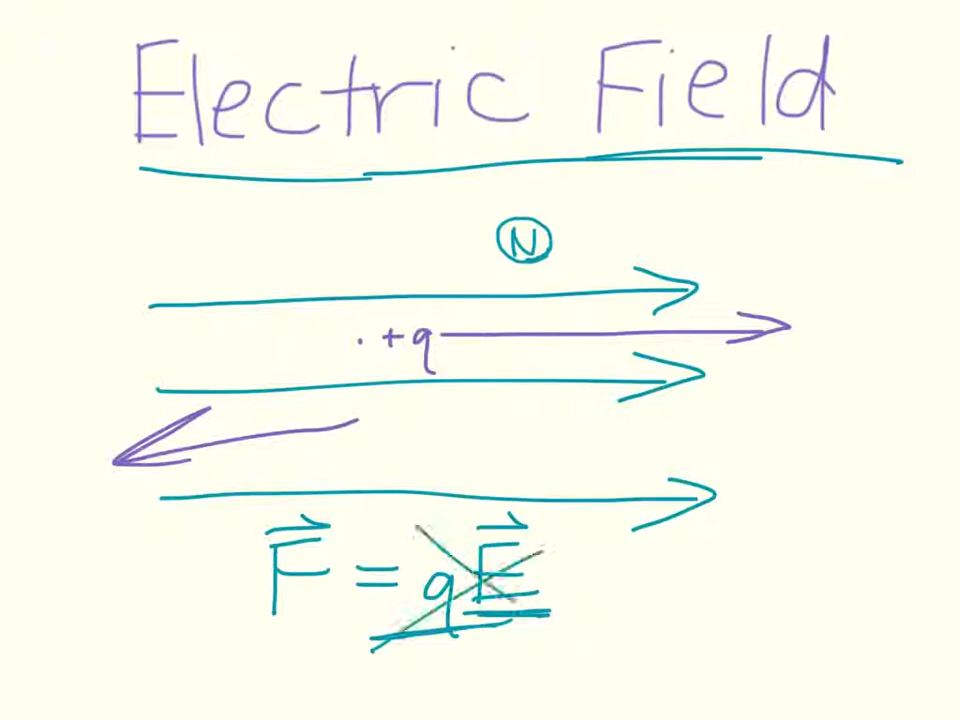 Electric Field
N
. +q
F⃗ = qE⃗